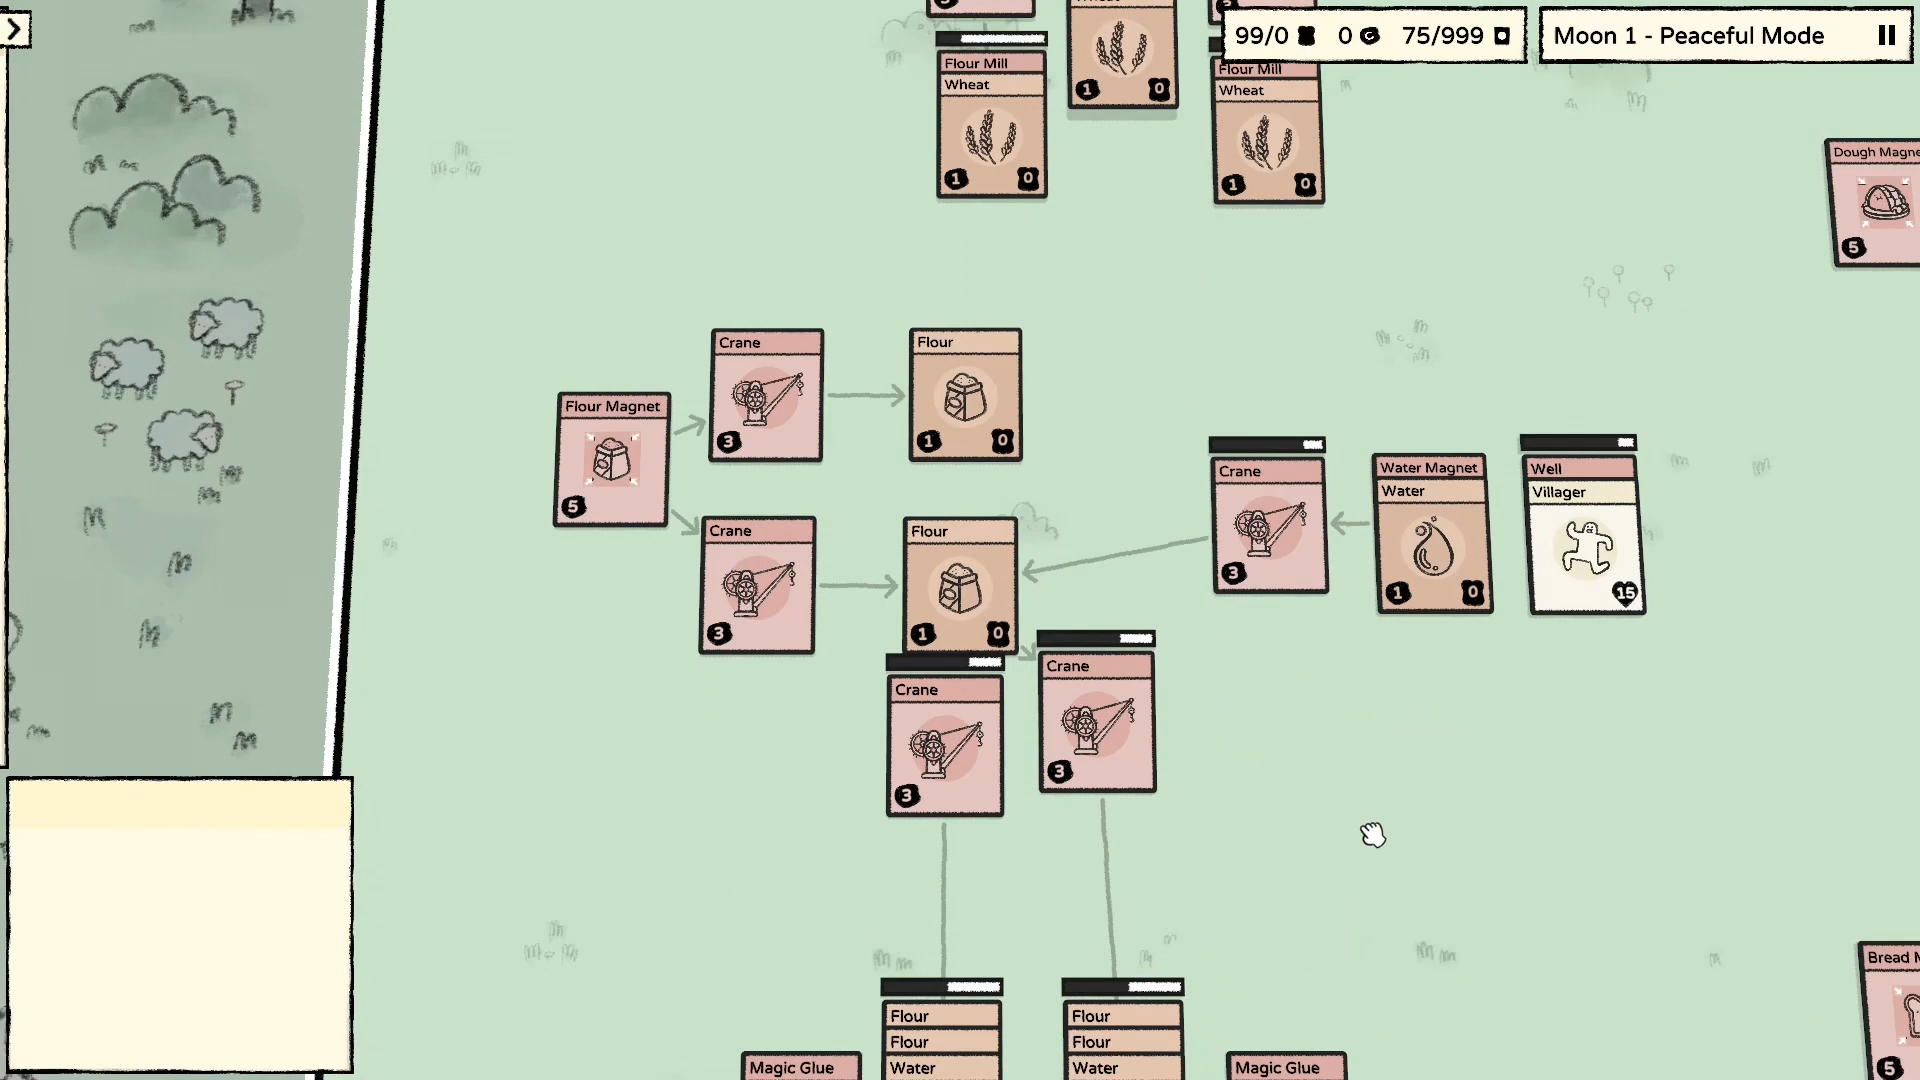 99/0 0 75/999
Moon 1 - Peaceful Mode
Flour Mill
Wheat
1 0
1 0
Flour Mill
Wheat
1 0
5
Crane
3
Flour
1 0
Flour Magnet
5
Crane
3
Flour
1 0
Crane
3
Water Magnet
Water
1 0
Well
Villager
15
Crane
3
Crane
3
Flour
Flour
Water
Flour
Flour
Water
Magic Glue
Magic Glue
Dough
Bread
5